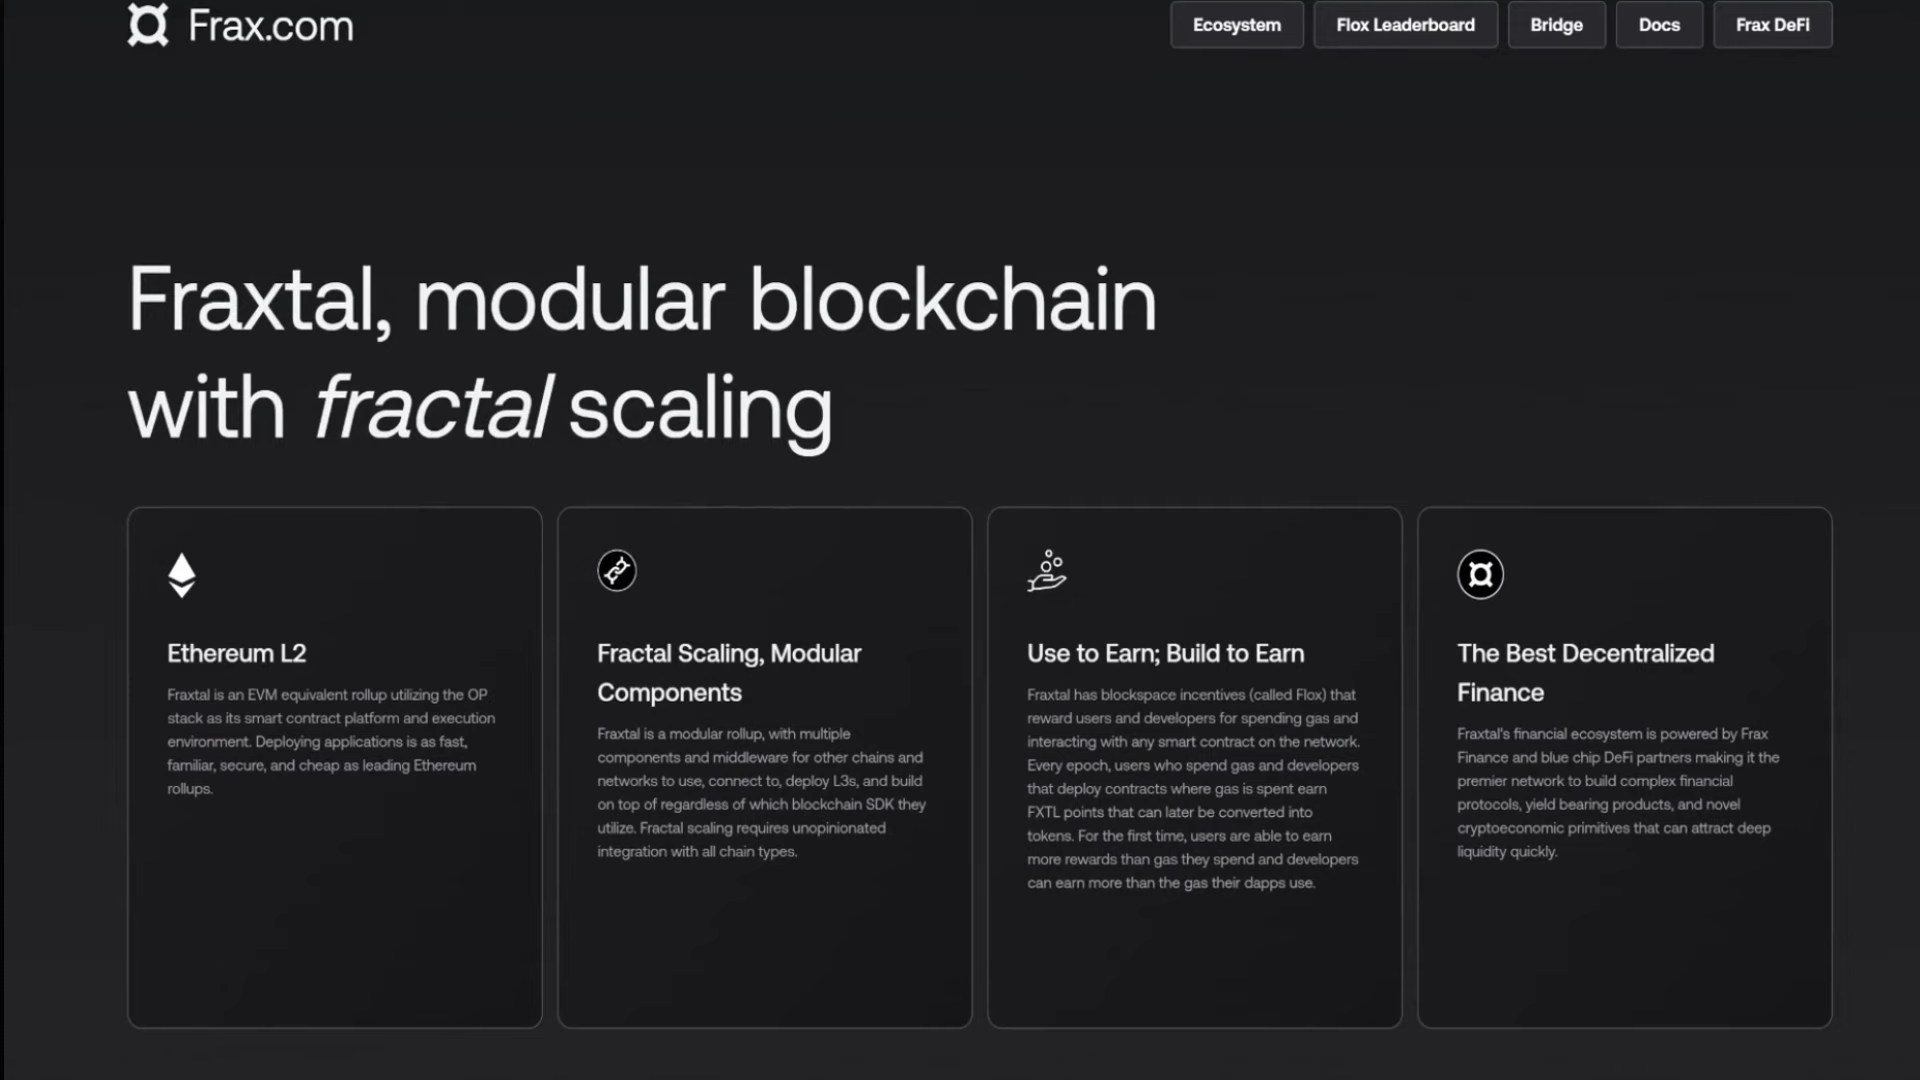 Frax.com
Ecosystem
Flox Leaderboard
Bridge
Docs
Frax DeFi
Fraxtal, modular blockchain
with fractal scaling
Ethereum L2
Fraxtal is an EVM equivalent rollup utilizing the OP
stack as its smart contract platform and execution
environment. Deploying applications is as fast,
familiar, secure, and cheap as leading Ethereum
rollups.
Fractal Scaling, Modular
Components
Fraxtal is a modular rollup, with multiple
components and middleware for other chains and
networks to use, connect to, deploy L3s, and build
on top of regardless of which blockchain SDK they
utilize. Fractal scaling requires unopinionated
integration with all chain types.
Use to Earn; Build to Earn
Fraxtal has blockspace incentives (called Flox) that
reward users and developers for spending gas and
interacting with any smart contract on the network.
Every epoch, users who spend gas and developers
that deploy contracts where gas is spent earn
FXTL points that can later be converted into
tokens. For the first time, users are able to earn
more rewards than gas they spend and developers
can earn more than the gas their dapps use.
The Best Decentralized
Finance
Fraxtal's financial ecosystem is powered by Frax
Finance and blue chip DeFi partners making it the
premier network to build complex financial
protocols, yield bearing products, and novel
cryptoeconomic primitives that can attract deep
liquidity quickly.